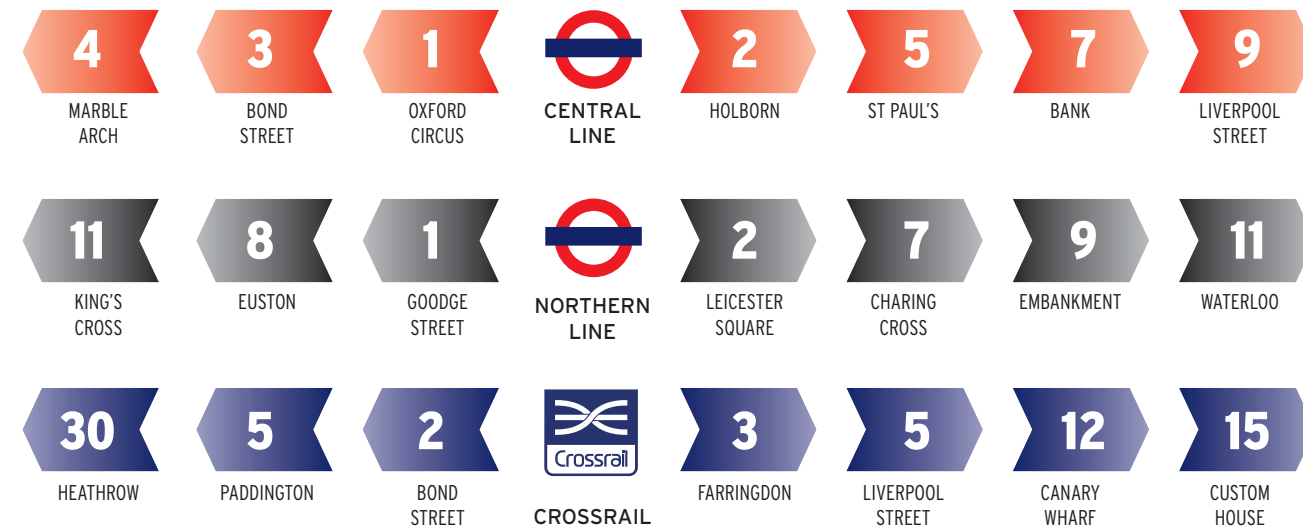 4 3 1 2 5 7 9
MARBLE ARCH
BOND STREET
OXFORD CIRCUS
CENTRAL LINE
HOLBORN
ST PAUL'S
BANK
LIVERPOOL STREET
11 8 1 2 7 9 11
KING'S CROSS
EUSTON
GOODGE STREET
NORTHERN LINE
LEICESTER SQUARE
CHARING CROSS
EMBANKMENT
WATERLOO
30 5 2 Crossrail 3 5 12 15
HEATHROW
PADDINGTON
BOND STREET
CROSSRAIL
FARRINGDON
LIVERPOOL STREET
CANARY WHARF
CUSTOM HOUSE